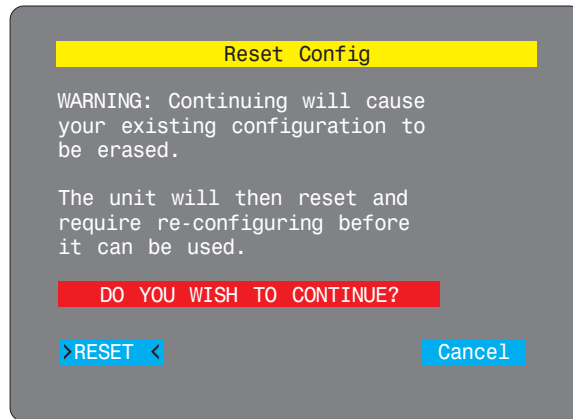 Reset Config
WARNING: Continuing will cause
your existing configuration to
be erased.
The unit will then reset and
require re-configuring before
it can be used.
DO YOU WISH TO CONTINUE?
>RESET < Cancel